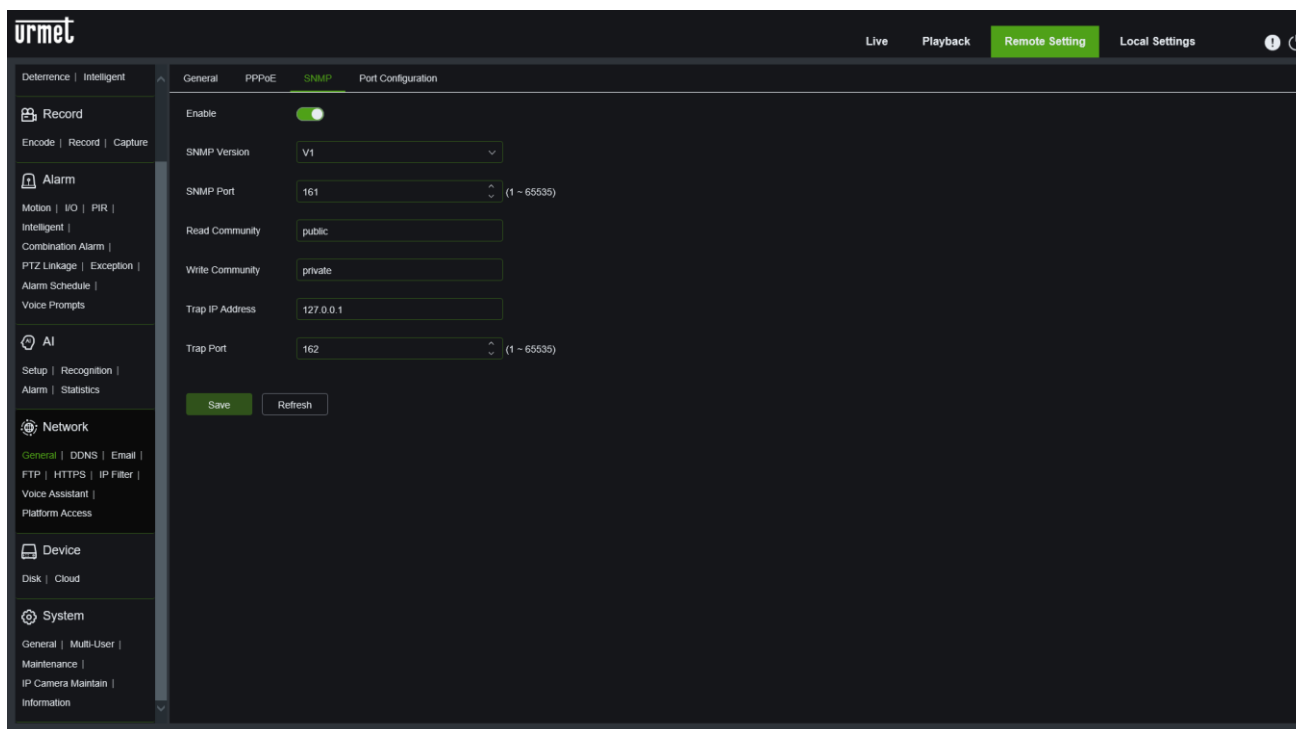 urmet
Live Playback Remote Setting Local Settings
Deterrence | Intelligent
Record
Encode | Record | Capture
Alarm
Motion | I/O | PIR |
Intelligent |
Combination Alarm |
PTZ Linkage | Exception |
Alarm Schedule |
Voice Prompts
AI
Setup | Recognition |
Alarm | Statistics
Network
General | DDNS | Email |
FTP | HTTPS | IP Filter |
Voice Assistant |
Platform Access
Device
Disk | Cloud
System
General | Multi-User |
Maintenance |
IP Camera Maintain |
Information
General PPPoE SNMP Port Configuration
Enable
SNMP Version V1
SNMP Port 161 (1 ~ 65535)
Read Community public
Write Community private
Trap IP Address 127.0.0.1
Trap Port 162 (1 ~ 65535)
Save Refresh